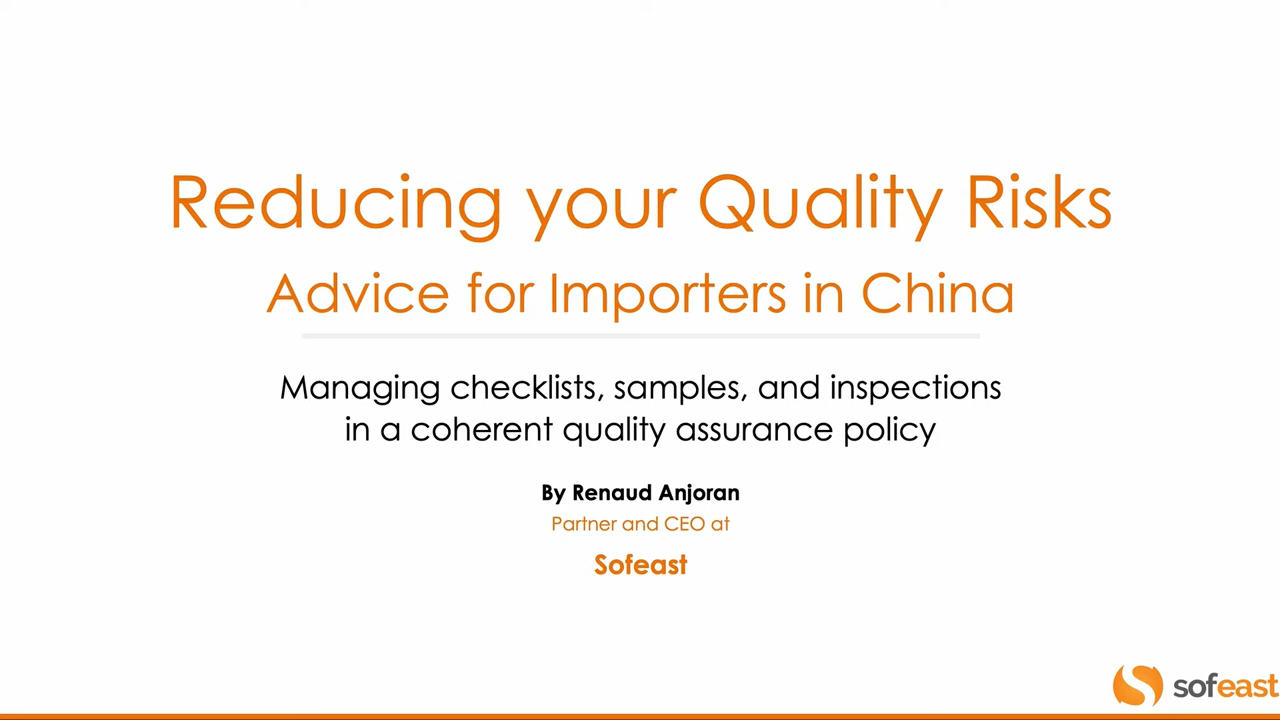 Reducing your Quality Risks
Advice for Importers in China
Managing checklists, samples, and inspections
in a coherent quality assurance policy
By Renaud Anjoran
Partner and CEO at
Sofeast
sofeast